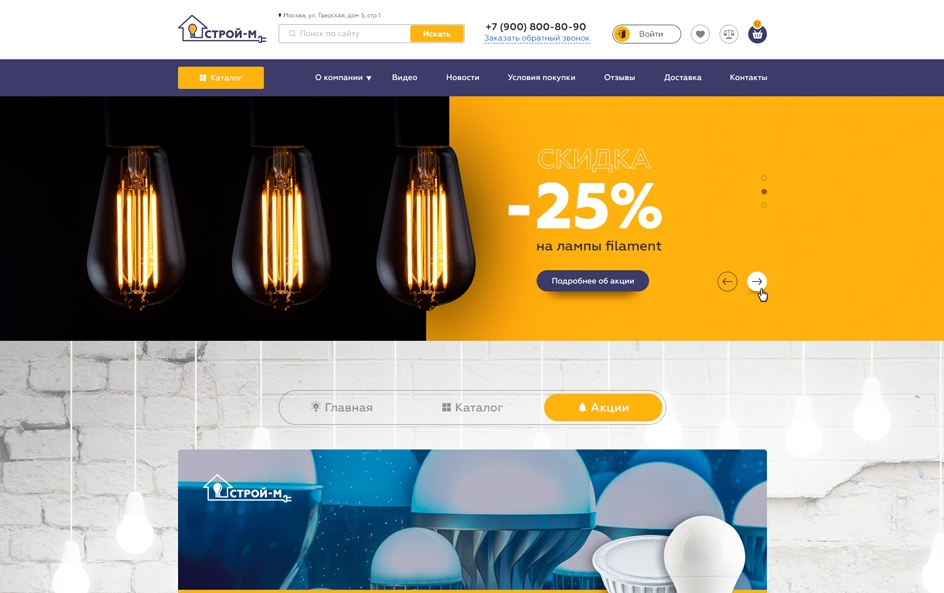 СТРОЙ-М
Москва, ул. Тверская, дом 5, стр 1
Поиск по сайту
Искать
+7 (900) 800-80-90
Заказать обратный звонок
Войти
Каталог
О компании
Видео
Новости
Условия покупки
Отзывы
Доставка
Контакты
СКИДКА
-25%
на лампы filament
Подробнее об акции
Главная
Каталог
Акции
СТРОЙ-М